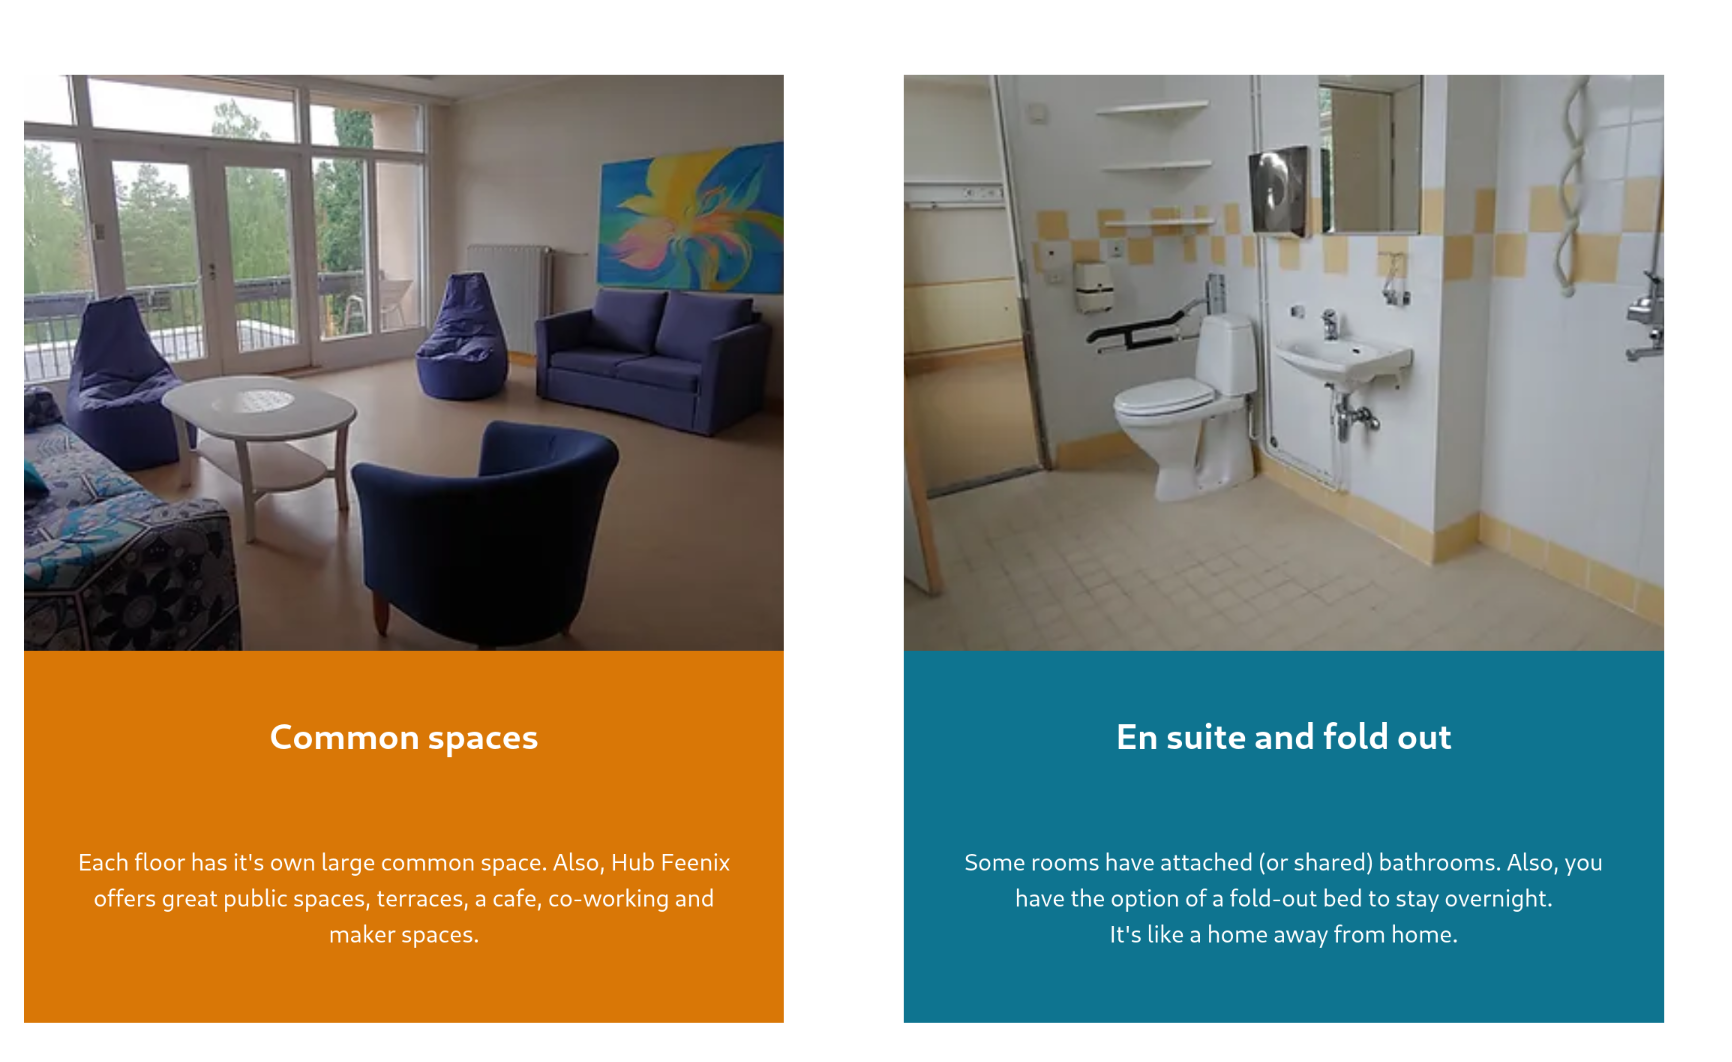 Common spaces
Each floor has it's own large common space. Also, Hub Feenix
offers great public spaces, terraces, a cafe, co-working and
maker spaces.
En suite and fold out
Some rooms have attached (or shared) bathrooms. Also, you
have the option of a fold-out bed to stay overnight.
It's like a home away from home.